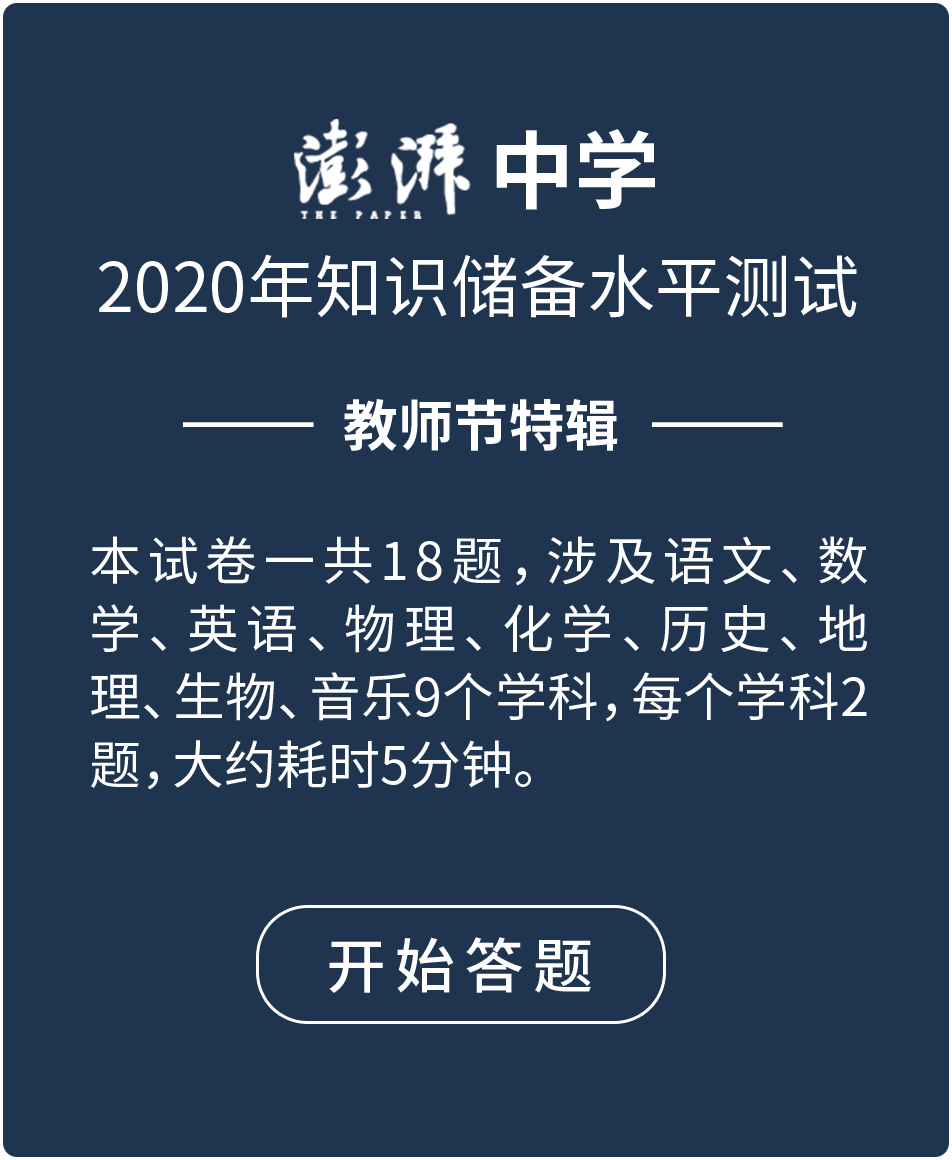 澎湃 中学
THE PAPER
2020年知识储备水平测试
教师节特辑
本试卷一共18题，涉及语文、数
学、英语、物理、化学、历史、地
理、生物、音乐9个学科，每个学科2
题，大约耗时5分钟。
开始答题